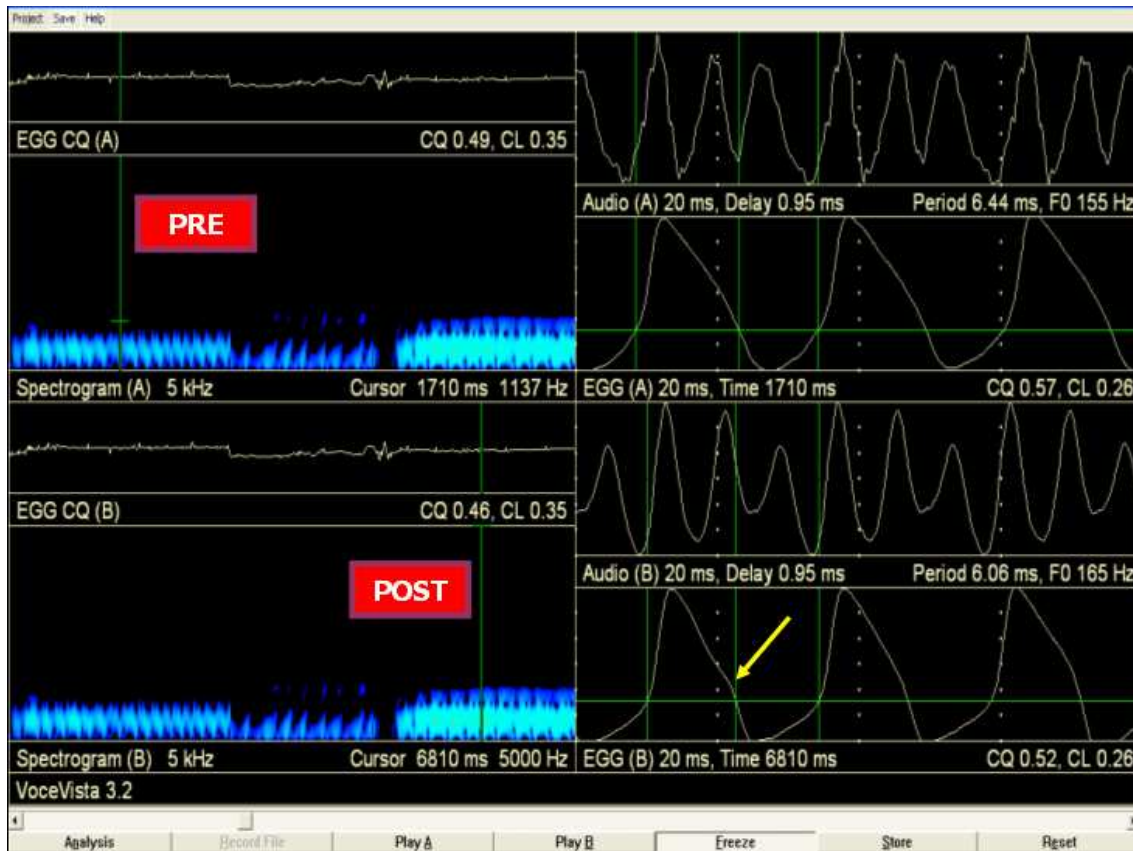 Project Save Help
EGG CQ (A) CQ 0.49, CL 0.35
PRE
Audio (A) 20 ms, Delay 0.95 ms Period 6.44 ms, F0 155 Hz
Spectrogram (A) 5 kHz Cursor 1710 ms 1137 Hz
EGG (A) 20 ms, Time 1710 ms CQ 0.57, CL 0.26
EGG CQ (B) CQ 0.46, CL 0.35
POST
Audio (B) 20 ms, Delay 0.95 ms Period 6.06 ms, F0 165 Hz
Spectrogram (B) 5 kHz Cursor 6810 ms 5000 Hz
EGG (B) 20 ms, Time 6810 ms CQ 0.52, CL 0.26
VoceVista 3.2
Analysis Record File Play A Play B Freeze Store Reset